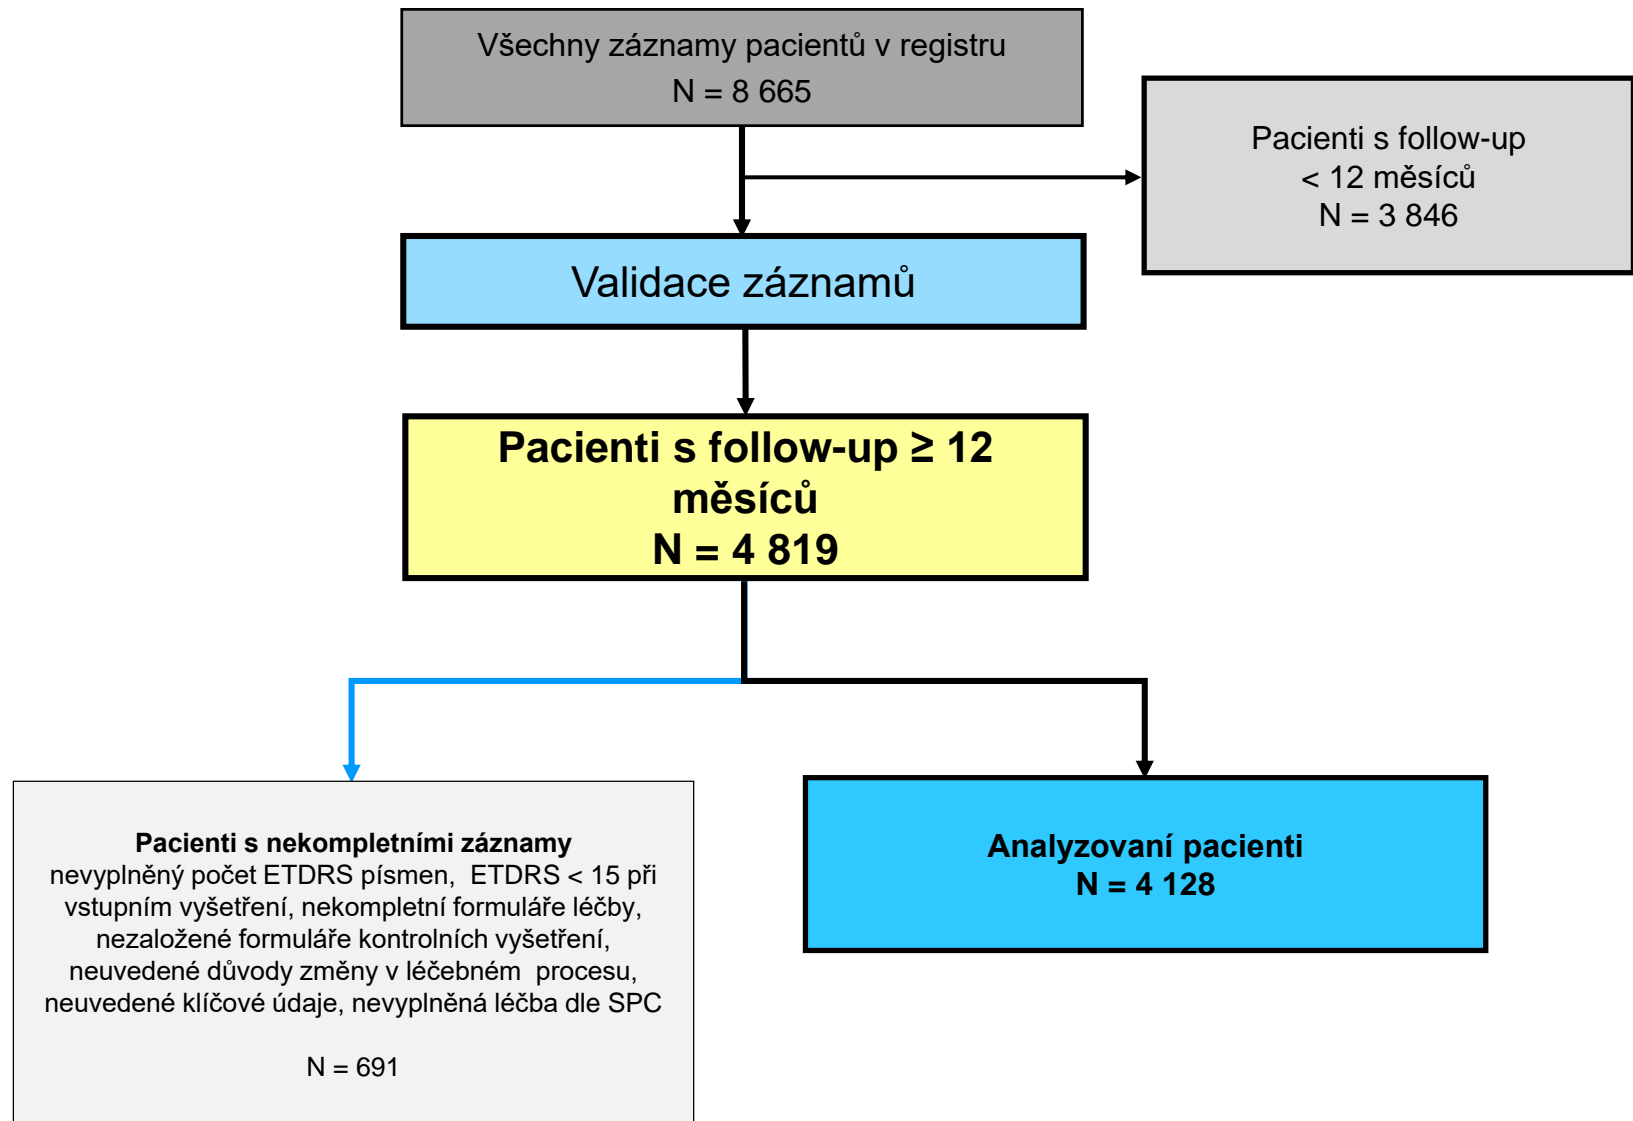 Všechny záznamy pacientů v registru
N = 8 665
Pacienti s follow-up
< 12 měsíců
N = 3 846
Validace záznamů
Pacienti s follow-up ≥ 12
měsíců
N = 4 819
Pacienti s nekompletními záznamy
nevyplněný počet ETDRS písmen, ETDRS < 15 při
vstupním vyšetření, nekompletní formuláře léčby,
nezaložené formuláře kontrolních vyšetření,
neuvedené důvody změny v léčebném procesu,
neuvedené klíčové údaje, nevyplněná léčba dle SPC
N = 691
Analyzovaní pacienti
N = 4 128